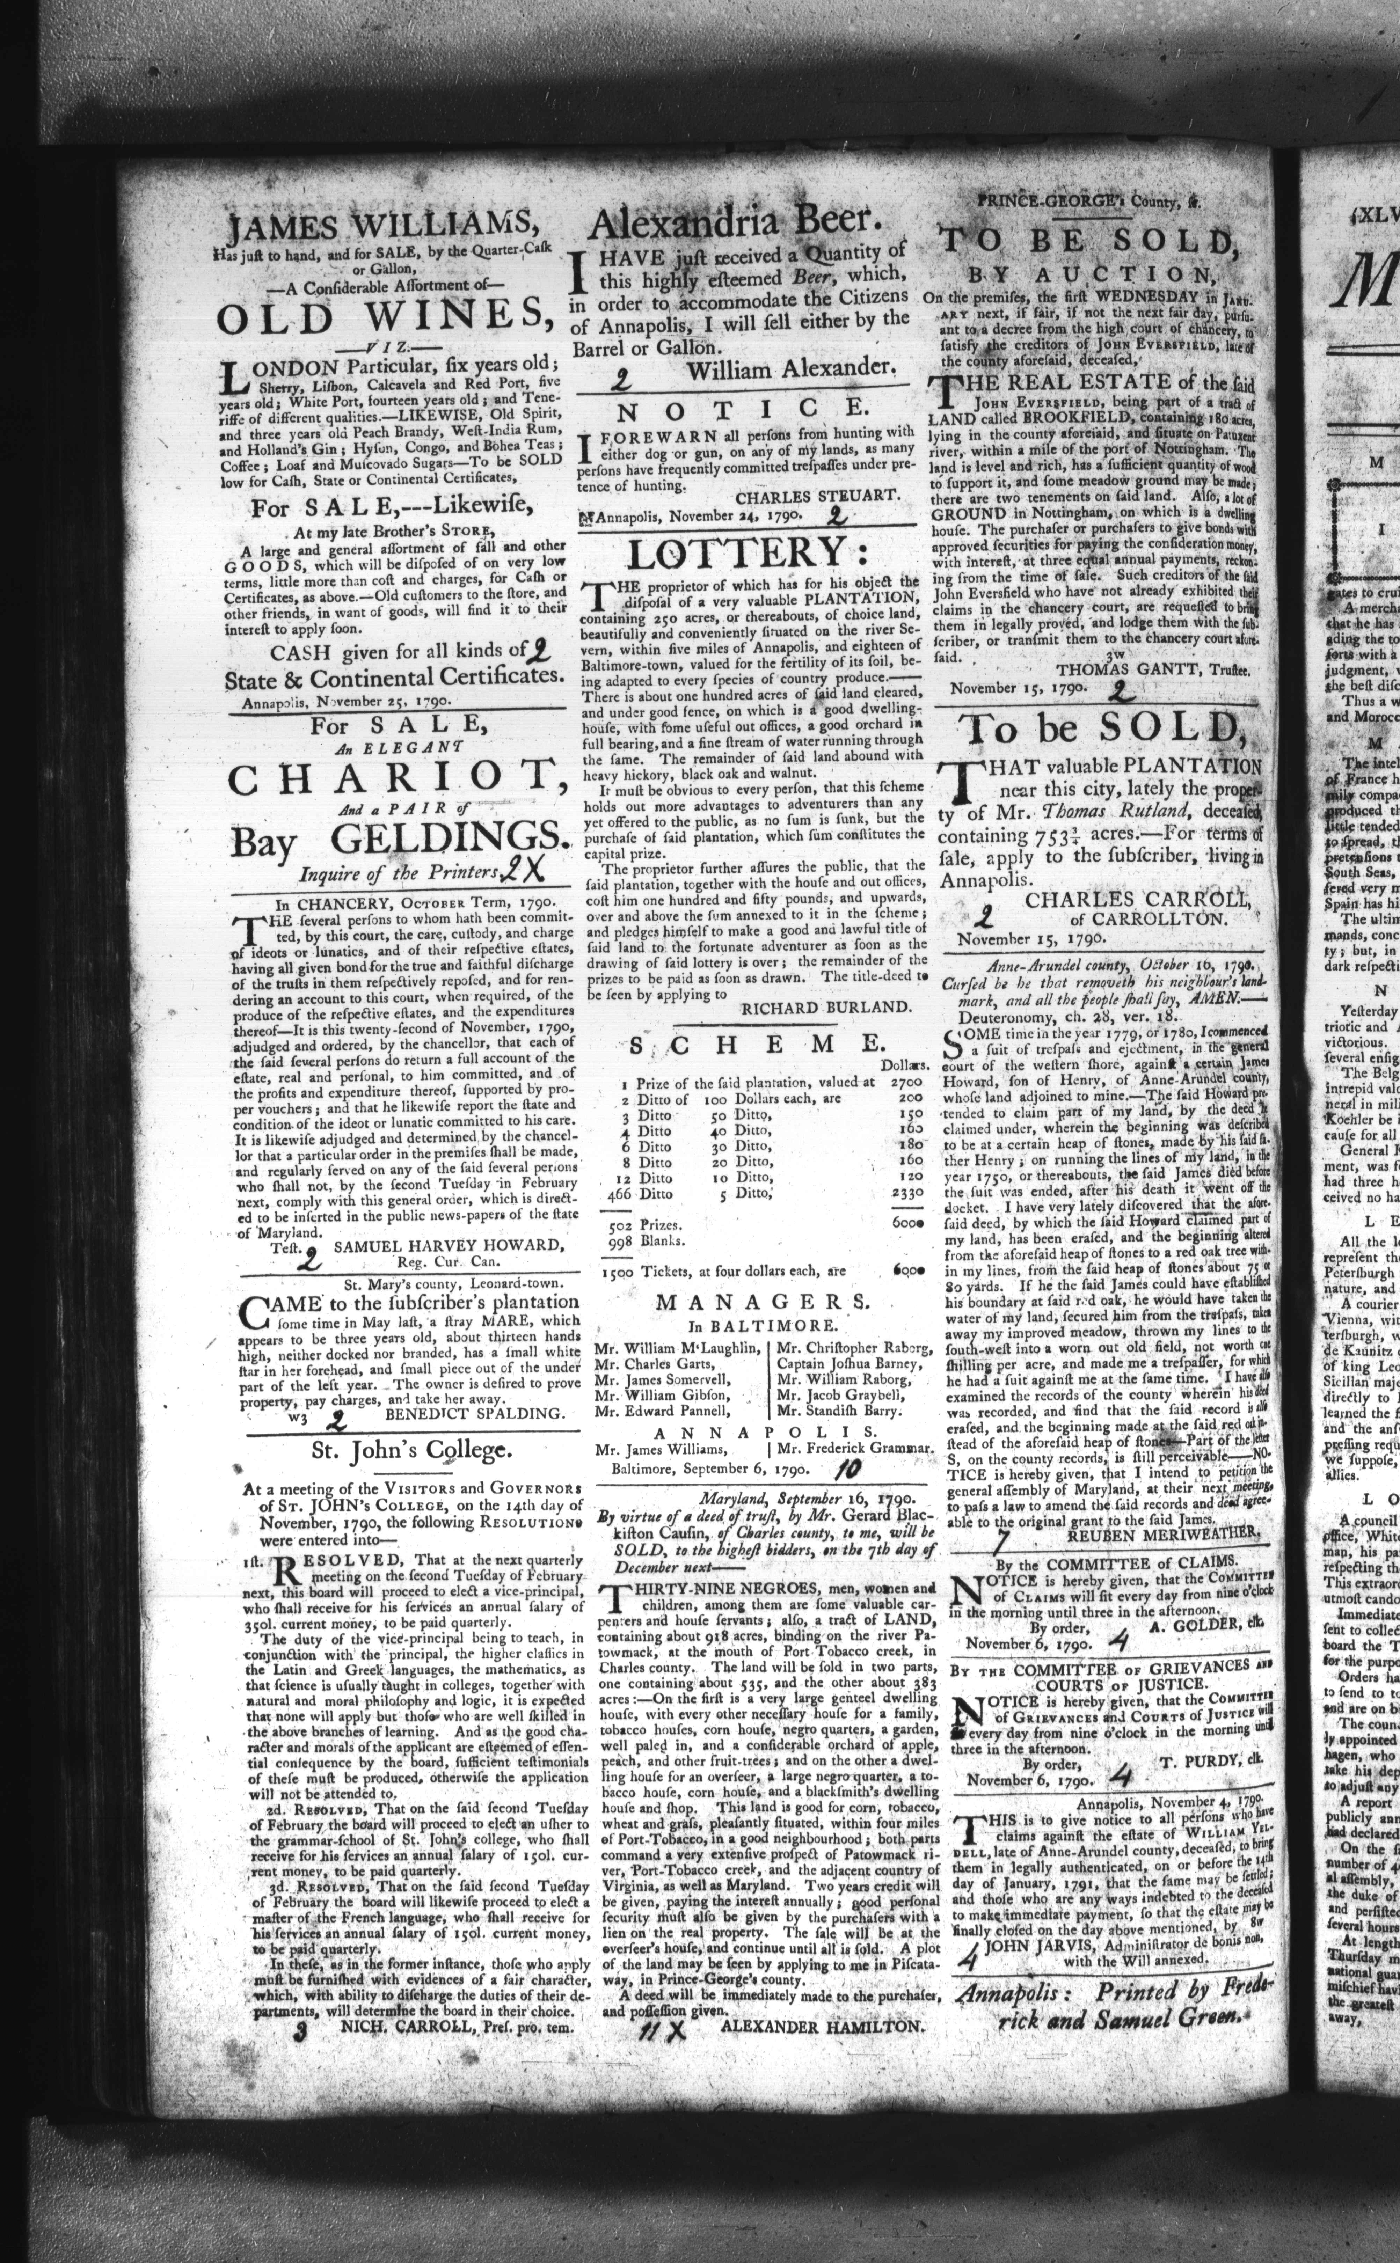 JAMES WILLIAMS,
Has juſt to hand, and for SALE, by the Quarter-Caſk
or Gallon,
—A Conſiderable Aſſortment of—
OLD WINES,
—VIZ.—
LONDON Particular, ſix years old;
Sherry, Liſbon, Calcavela and Red Port, five
years old; White Port, fourteen years old; and Tene-
riffe of different qualities.—LIKEWISE, Old Spirit,
and three years old Peach Brandy, Weſt-India Rum,
and Holland's Gin; Hyſon, Congo, and Bohea Teas;
Coffee; Loaf and Muſcovado Sugars—To be SOLD
low for Caſh, State or Continental Certificates,
For SALE,---Likewiſe,
At my late Brother's STORE,
A large and general aſſortment of fall and other
GOODS, which will be diſpoſed of on very low
terms, little more than coſt and charges, for Caſh or
Certificates, as above.—Old cuſtomers to the ſtore, and
other friends, in want of goods, will find it to their
intereſt to apply ſoon.
CASH given for all kinds of 2
State & Continental Certificates.
Annapolis, November 25, 1790.
For SALE,
An ELEGANT
CHARIOT,
And a PAIR of
Bay GELDINGS.
Inquire of the Printers. 2X
In CHANCERY, OCTOBER Term, 1790.
THE ſeveral perſons to whom hath been commit-
ted, by this court, the care, cuſtody, and charge
of ideots or lunatics, and of their reſpective eſtates,
having all given bond for the true and faithful diſcharge
of the truſts in them reſpectively repoſed, and for ren-
dering an account to this court, when required, of the
produce of the reſpective eſtates, and the expenditures
thereof—It is this twenty-ſecond of November, 1790,
adjudged and ordered, by the chancellor, that each of
the ſaid ſeveral perſons do return a full account of the
eſtate, real and perſonal, to him committed, and of
the profits and expenditure thereof, ſupported by pro-
per vouchers; and that he likewiſe report the ſtate and
condition of the ideot or lunatic committed to his care.
It is likewiſe adjudged and determined by the chancel-
lor that a particular order in the premiſes ſhall be made,
and regularly ſerved on any of the ſaid ſeveral perſons
who ſhall not, by the ſecond Tueſday in February
next, comply with this general order, which is direct-
ed to be inſerted in the public news-papers of the ſtate
of Maryland.
Teſt. 2 SAMUEL HARVEY HOWARD,
Reg. Cur. Can.
St. Mary's county, Leonard-town.
CAME to the ſubſcriber's plantation
ſome time in May laſt, a ſtray MARE, which
appears to be three years old, about thirteen hands
high, neither docked nor branded, has a ſmall white
ſtar in her forehead, and ſmall piece out of the under
part of the left year. The owner is deſired to prove
property, pay charges, and take her away.
w3 2 BENEDICT SPALDING.
St. John's College.
At a meeting of the VISITORS and GOVERNORS
of ST. JOHN's COLLEGE, on the 14th day of
November, 1790, the following RESOLUTIONS
were entered into—
1ſt. RESOLVED, That at the next quarterly
meeting on the ſecond Tueſday of February
next, this board will proceed to elect a vice-principal,
who ſhall receive for his ſervices an annual ſalary of
350l. current money, to be paid quarterly.
The duty of the vice-principal being to teach, in
conjunction with the principal, the higher claſſics in
the Latin and Greek languages, the mathematics, as
that ſcience is uſually taught in colleges, together with
natural and moral philoſophy and logic, it is expected
that none will apply but thoſe who are well ſkilled in
the above branches of learning. And as the good cha-
racter and morals of the applicant are eſteemed of eſſen-
tial conſequence by the board, ſufficient teſtimonials
of theſe muſt be produced, otherwiſe the application
will not be attended to,
2d. RESOLVED, That on the ſaid ſecond Tueſday
of February the board will proceed to elect an uſher to
the grammar-ſchool of St. John's college, who ſhall
receive for his ſervices an annual ſalary of 150l. cur-
rent money, to be paid quarterly.
3d. RESOLVED, That on the ſaid ſecond Tueſday
of February the board will likewiſe proceed to elect a
maſter of the French language, who ſhall receive for
his ſervices an annual ſalary of 150l. current money,
to be paid quarterly.
In theſe, as in the former inſtance, thoſe who apply
muſt be furniſhed with evidences of a fair character,
which, with ability to diſcharge the duties of their de-
partments, will determine the board in their choice.
3 NICH. CARROLL, Preſ. pro. tem.
Alexandria Beer.
I HAVE juſt received a Quantity of
this highly eſteemed Beer, which,
in order to accommodate the Citizens
of Annapolis, I will ſell either by the
Barrel or Gallon.
2 William Alexander.
NOTICE.
I FOREWARN all perſons from hunting with
either dog or gun, on any of my lands, as many
perſons have frequently committed treſpaſſes under pre-
tence of hunting.
CHARLES STEUART.
Annapolis, November 24, 1790. 2
LOTTERY:
THE proprietor of which has for his object the
diſpoſal of a very valuable PLANTATION,
containing 250 acres, or thereabouts, of choice land,
beautifully and conveniently ſituated on the river Se-
vern, within five miles of Annapolis, and eighteen of
Baltimore-town, valued for the fertility of its ſoil, be-
ing adapted to every ſpecies of country produce.—
There is about one hundred acres of ſaid land cleared,
and under good fence, on which is a good dwelling-
houſe, with ſome uſeful out offices, a good orchard in
full bearing, and a fine ſtream of water running through
the ſame. The remainder of ſaid land abound with
heavy hickory, black oak and walnut.
It muſt be obvious to every perſon, that this ſcheme
holds out more advantages to adventurers than any
yet offered to the public, as no ſum is ſunk, but the
purchaſe of ſaid plantation, which ſum conſtitutes the
capital prize.
The proprietor further aſſures the public, that the
ſaid plantation, together with the houſe and out offices,
coſt him one hundred and fifty pounds, and upwards,
over and above the ſum annexed to it in the ſcheme;
and pledges himſelf to make a good and lawful title of
ſaid land to the fortunate adventurer as ſoon as the
drawing of ſaid lottery is over; the remainder of the
prizes to be paid as ſoon as drawn. The title-deed to
be ſeen by applying to
RICHARD BURLAND.
SCHEME.
Dollars.
1 Prize of the ſaid plantation, valued at 2700
2 Ditto of 100 Dollars each, are 200
3 Ditto 50 Ditto, 150
4 Ditto 40 Ditto, 160
6 Ditto 30 Ditto, 180
8 Ditto 20 Ditto, 160
12 Ditto 10 Ditto, 120
466 Ditto 5 Ditto, 2330
502 Prizes. 6000
998 Blanks.
1500 Tickets, at four dollars each, are 6000
MANAGERS.
In BALTIMORE.
Mr. William M'Laughlin, | Mr. Chriſtopher Raborg,
Mr. Charles Garts, | Captain Joſhua Barney,
Mr. James Somervell, | Mr. William Raborg,
Mr. William Gibſon, | Mr. Jacob Graybell,
Mr. Edward Pannell, | Mr. Standiſh Barry.
ANNAPOLIS.
Mr. James Williams, | Mr. Frederick Grammar.
Baltimore, September 6, 1790. 10
Maryland, September 16, 1790.
By virtue of a deed of truſt, by Mr. Gerard Blac-
kiſton Cauſin, of Charles county, to me, will be
SOLD, to the higheſt bidders, on the 7th day of
December next—
THIRTY-NINE NEGROES, men, women and
children, among them are ſome valuable car-
penters and houſe ſervants; alſo, a tract of LAND,
containing about 918 acres, binding on the river Pa-
towmack, at the mouth of Port Tobacco creek, in
Charles county. The land will be ſold in two parts,
one containing about 535, and the other about 383
acres:—On the firſt is a very large genteel dwelling
houſe, with every other neceſſary houſe for a family,
tobacco houſes, corn houſe, negro quarters, a garden,
well paled in, and a conſiderable orchard of apple,
peach, and other fruit-trees; and on the other a dwel-
ling houſe for an overſeer, a large negro quarter, a to-
bacco houſe, corn houſe, and a blackſmith's dwelling
houſe and ſhop. This land is good for corn, tobacco,
wheat and graſs, pleaſantly ſituated, within four miles
of Port-Tobacco, in a good neighbourhood; both parts
command a very extenſive proſpect of Patowmack ri-
ver, Port-Tobacco creek, and the adjacent country of
Virginia, as well as Maryland. Two years credit will
be given, paying the intereſt annually; good perſonal
ſecurity muſt alſo be given by the purchaſers with a
lien on the real property. The ſale will be at the
overſeer's houſe, and continue until all is ſold. A plot
of the land may be ſeen by applying to me in Piſcata-
way, in Prince-George's county.
A deed will be immediately made to the purchaſer,
and poſſeſſion given.
11 X ALEXANDER HAMILTON.
PRINCE-GEORGE's County, ſc.
TO BE SOLD,
BY AUCTION,
On the premiſes, the firſt WEDNESDAY in JANU-
ARY next, if fair, if not the next fair day, purſu-
ant to a decree from the high court of chancery, to
ſatisfy the creditors of JOHN EVERSFIELD, late of
the county aforeſaid, deceaſed,
THE REAL ESTATE of the ſaid
JOHN EVERSFIELD, being part of a tract of
LAND called BROOKFIELD, containing 180 acres,
lying in the county aforeſaid, and ſituate on Patuxent
river, within a mile of the port of Nottingham. The
land is level and rich, has a ſufficient quantity of wood
to ſupport it, and ſome meadow ground may be made;
there are two tenements on ſaid land. Alſo, a lot of
GROUND in Nottingham, on which is a dwelling
houſe. The purchaſer or purchaſers to give bonds with
approved ſecurities for paying the conſideration money,
with intereſt, at three equal annual payments, reckon-
ing from the time of ſale. Such creditors of the ſaid
John Eversfield who have not already exhibited their
claims in the chancery court, are requeſted to bring
them in legally proved, and lodge them with the ſub-
ſcriber, or tranſmit them to the chancery court afore-
ſaid. 3w
THOMAS GANTT, Truſtee.
November 15, 1790. 2
To be SOLD,
THAT valuable PLANTATION
near this city, lately the proper-
ty of Mr. Thomas Rutland, deceaſed,
containing 753¾ acres.—For terms of
ſale, apply to the ſubſcriber, living in
Annapolis.
CHARLES CARROLL,
2 of CARROLLTON.
November 15, 1790.
Anne-Arundel county, October 16, 1790.
Curſed be he that removeth his neighbour's land-
mark, and all the people ſhall ſay, AMEN.—
Deuteronomy, ch. 28, ver. 18.
SOME time in the year 1779, or 1780, I commenced
a ſuit of treſpaſs and ejectment, in the general
court of the weſtern ſhore, againſt a certain James
Howard, ſon of Henry, of Anne-Arundel county,
whoſe land adjoined to mine.—The ſaid Howard pre-
tended to claim part of my land, by the deed he
claimed under, wherein the beginning was deſcribed
to be at a certain heap of ſtones, made by his ſaid fa-
ther Henry; on running the lines of my land, in the
year 1750, or thereabouts, the ſaid James died before
the ſuit was ended, after his death it went off the
docket. I have very lately diſcovered that the afore-
ſaid deed, by which the ſaid Howard claimed part of
my land, has been eraſed, and the beginning altered
from the aforeſaid heap of ſtones to a red oak tree with-
in my lines, from the ſaid heap of ſtones about 75 or
80 yards. If he the ſaid James could have eſtabliſhed
his boundary at ſaid red oak, he would have taken the
water of my land, ſecured him from the treſpaſs, taken
away my improved meadow, thrown my lines to the
ſouth-weſt into a worn out old field, not worth one
ſhilling per acre, and made me a treſpaſſer, for which
he had a ſuit againſt me at the ſame time. I have alſo
examined the records of the county wherein his deed
was recorded, and find that the ſaid record is alſo
eraſed, and the beginning made at the ſaid red oak in-
ſtead of the aforeſaid heap of ſtones—Part of the letter
S, on the county records, is ſtill perceivable.—NO-
TICE is hereby given, that I intend to petition the
general aſſembly of Maryland, at their next meeting,
to paſs a law to amend the ſaid records and deed agree-
able to the original grant to the ſaid James.
7 REUBEN MERIWEATHER.
By the COMMITTEE of CLAIMS.
NOTICE is hereby given, that the COMMITTEE
of CLAIMS will ſit every day from nine o'clock
in the morning until three in the afternoon.
By order, A. GOLDER, clk.
November 6, 1790. 4
BY THE COMMITTEE OF GRIEVANCES AND
COURTS OF JUSTICE.
NOTICE is hereby given, that the COMMITTEE
of GRIEVANCES and COURTS of JUSTICE will
every day from nine o'clock in the morning until
three in the afternoon.
By order, T. PURDY, clk.
November 6, 1790. 4
Annapolis, November 4, 1790.
THIS is to give notice to all perſons who have
claims againſt the eſtate of WILLIAM YEL-
DELL, late of Anne-Arundel county, deceaſed, to bring
them in legally authenticated, on or before the 14th
day of January, 1791, that the ſame may be ſettled;
and thoſe who are any ways indebted to the deceaſed
to make immediate payment, ſo that the eſtate may be
finally cloſed on the day above mentioned, by 8w
4 JOHN JARVIS, Adminiſtrator de bonis non,
with the Will annexed.
Annapolis: Printed by Frede-
rick and Samuel Green.
(XLV
M